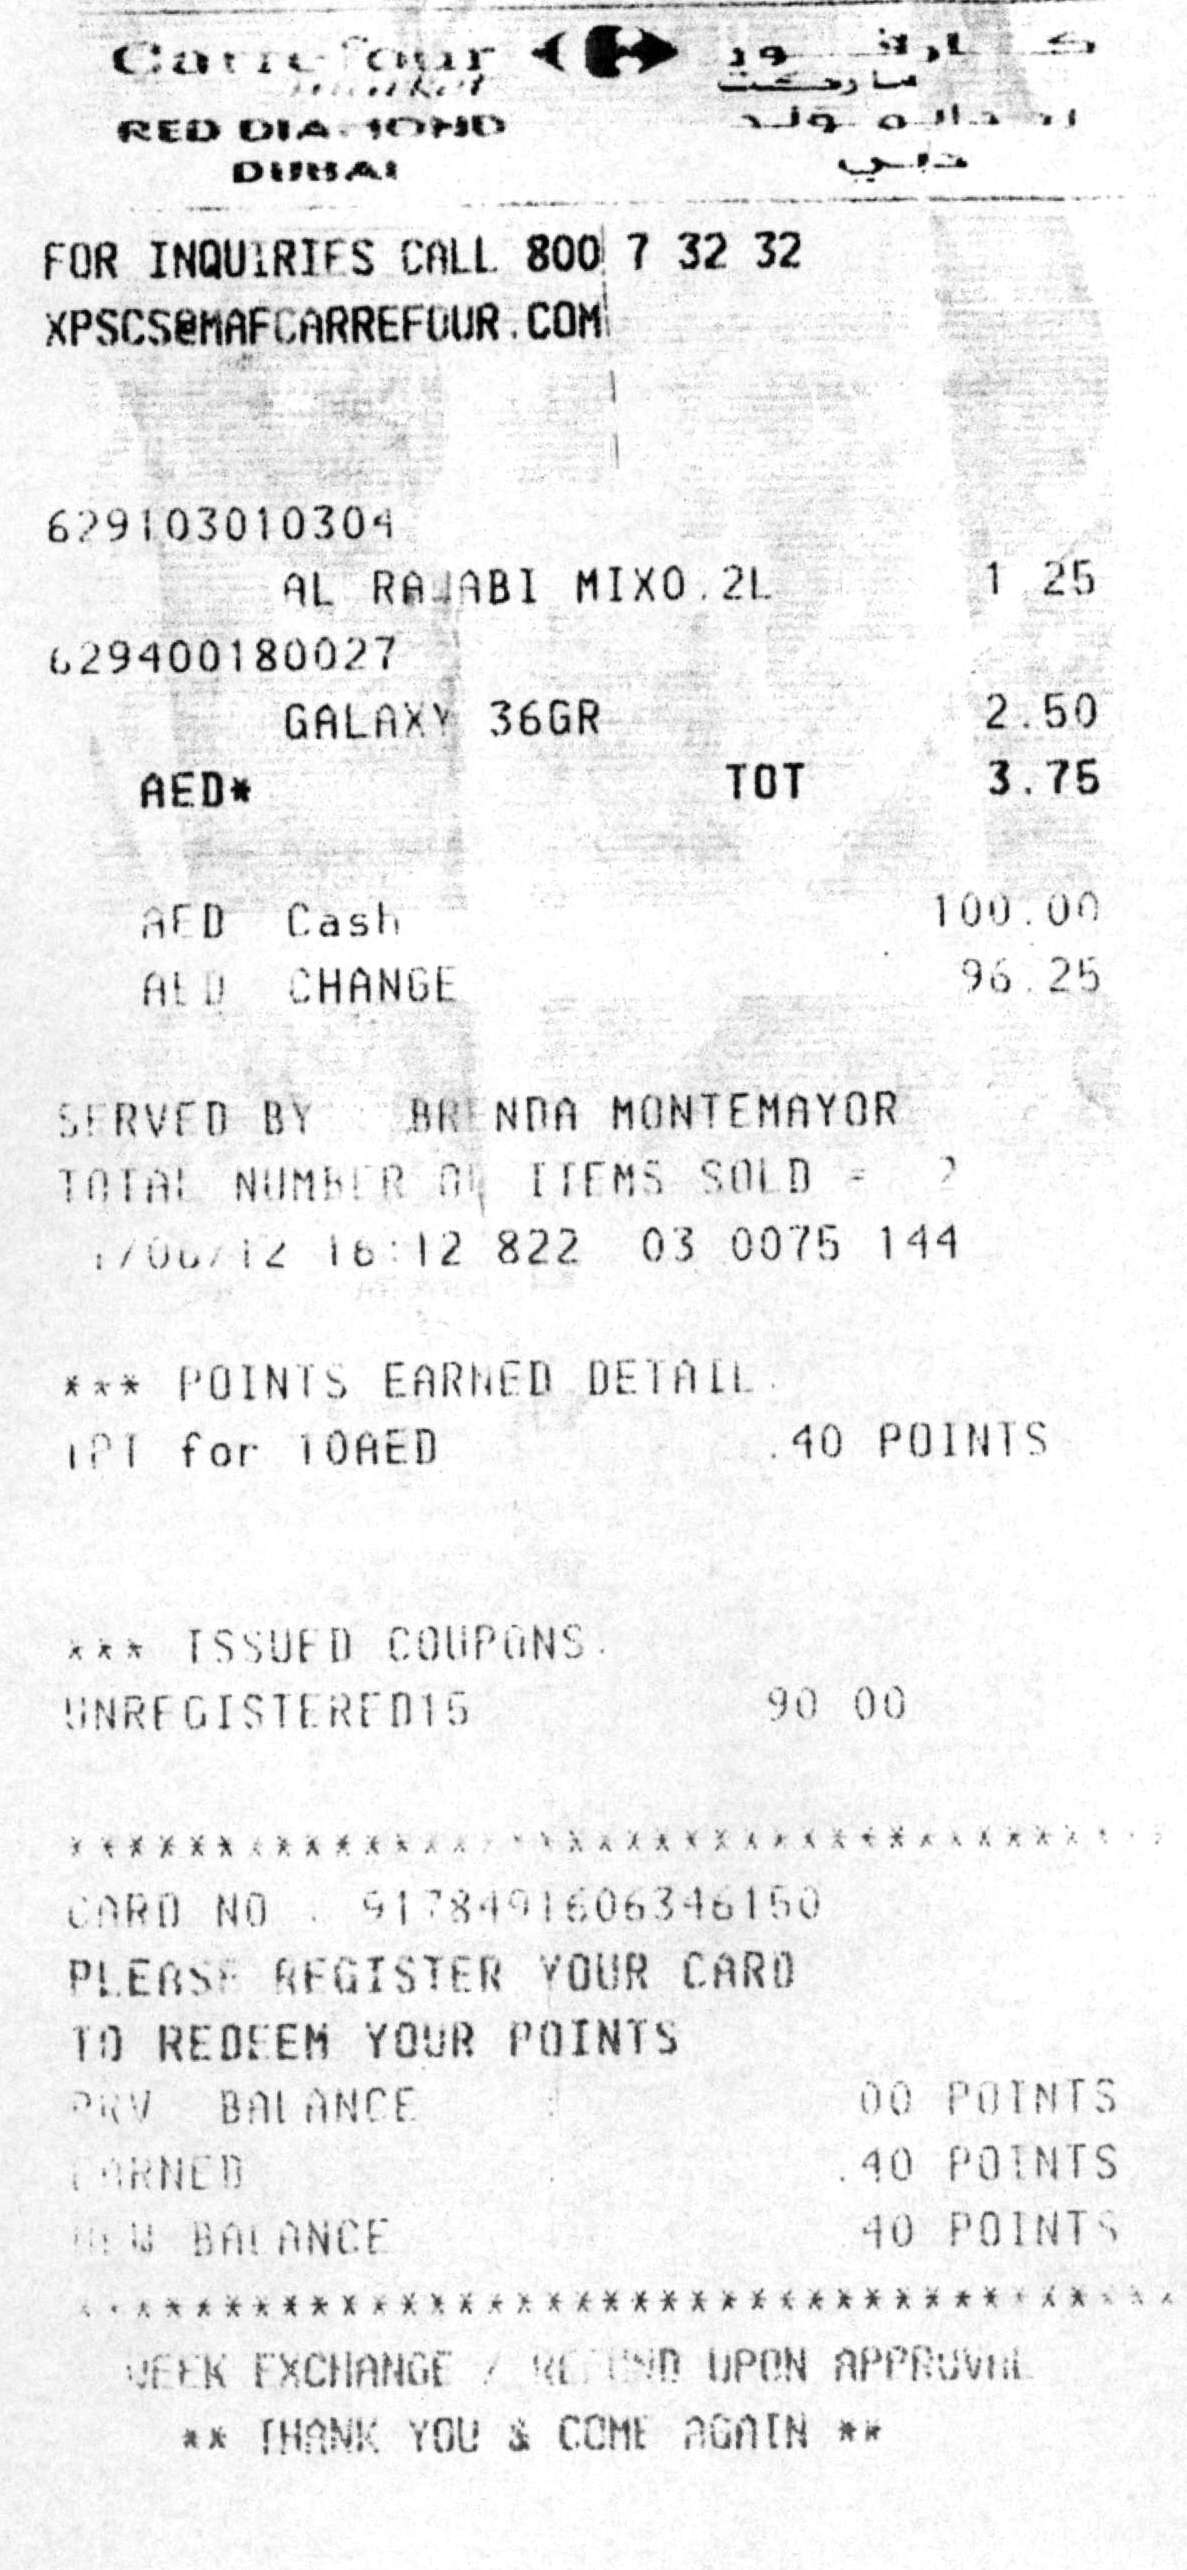 Carrefour كارفور
market ماركت
RED DIAMOND
DUBAI دبي
FOR INQUIRIES CALL 800 7 32 32
XPSCS@MAFCARREFOUR.COM
629103010304
AL RAWABI MIXO.2L 1 25
629400180027
GALAXY 36GR 2.50
AED* TOT 3.75
AED Cash 100.00
AED CHANGE 96.25
SERVED BY BRENDA MONTEMAYOR
TOTAL NUMBER OF ITEMS SOLD = 2
16:12 822 03 0075 144
*** POINTS EARNED DETAIL
1PT for 10AED .40 POINTS
*** ISSUED COUPONS
UNREGISTERED15 90 00
****************************************
CARD NO . 9178491606346150
PLEASE REGISTER YOUR CARD
TO REDEEM YOUR POINTS
PRV BALANCE 00 POINTS
EARNED .40 POINTS
NEW BALANCE 40 POINTS
****************************************
WEEK EXCHANGE / REFUND UPON APPROVAL
** THANK YOU & COME AGAIN **